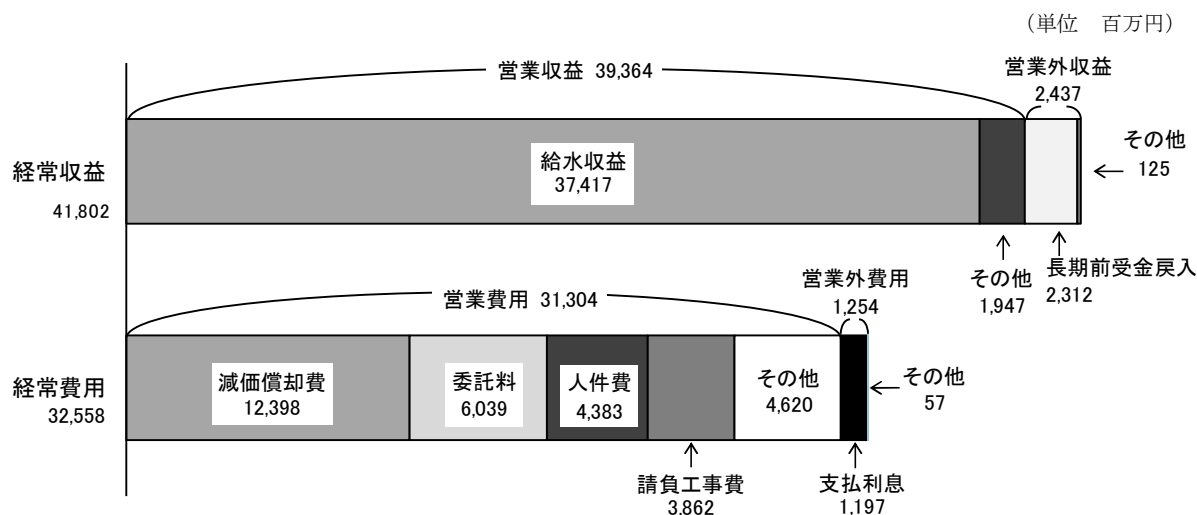 （単位　百万円）
営業収益 39,364
営業外収益
2,437
経常収益
41,802
給水収益
37,417
その他
125
その他
1,947
長期前受金戻入
2,312
営業費用 31,304
営業外費用
1,254
経常費用
32,558
減価償却費
12,398
委託料
6,039
人件費
4,383
その他
4,620
その他
57
請負工事費
3,862
支払利息
1,197